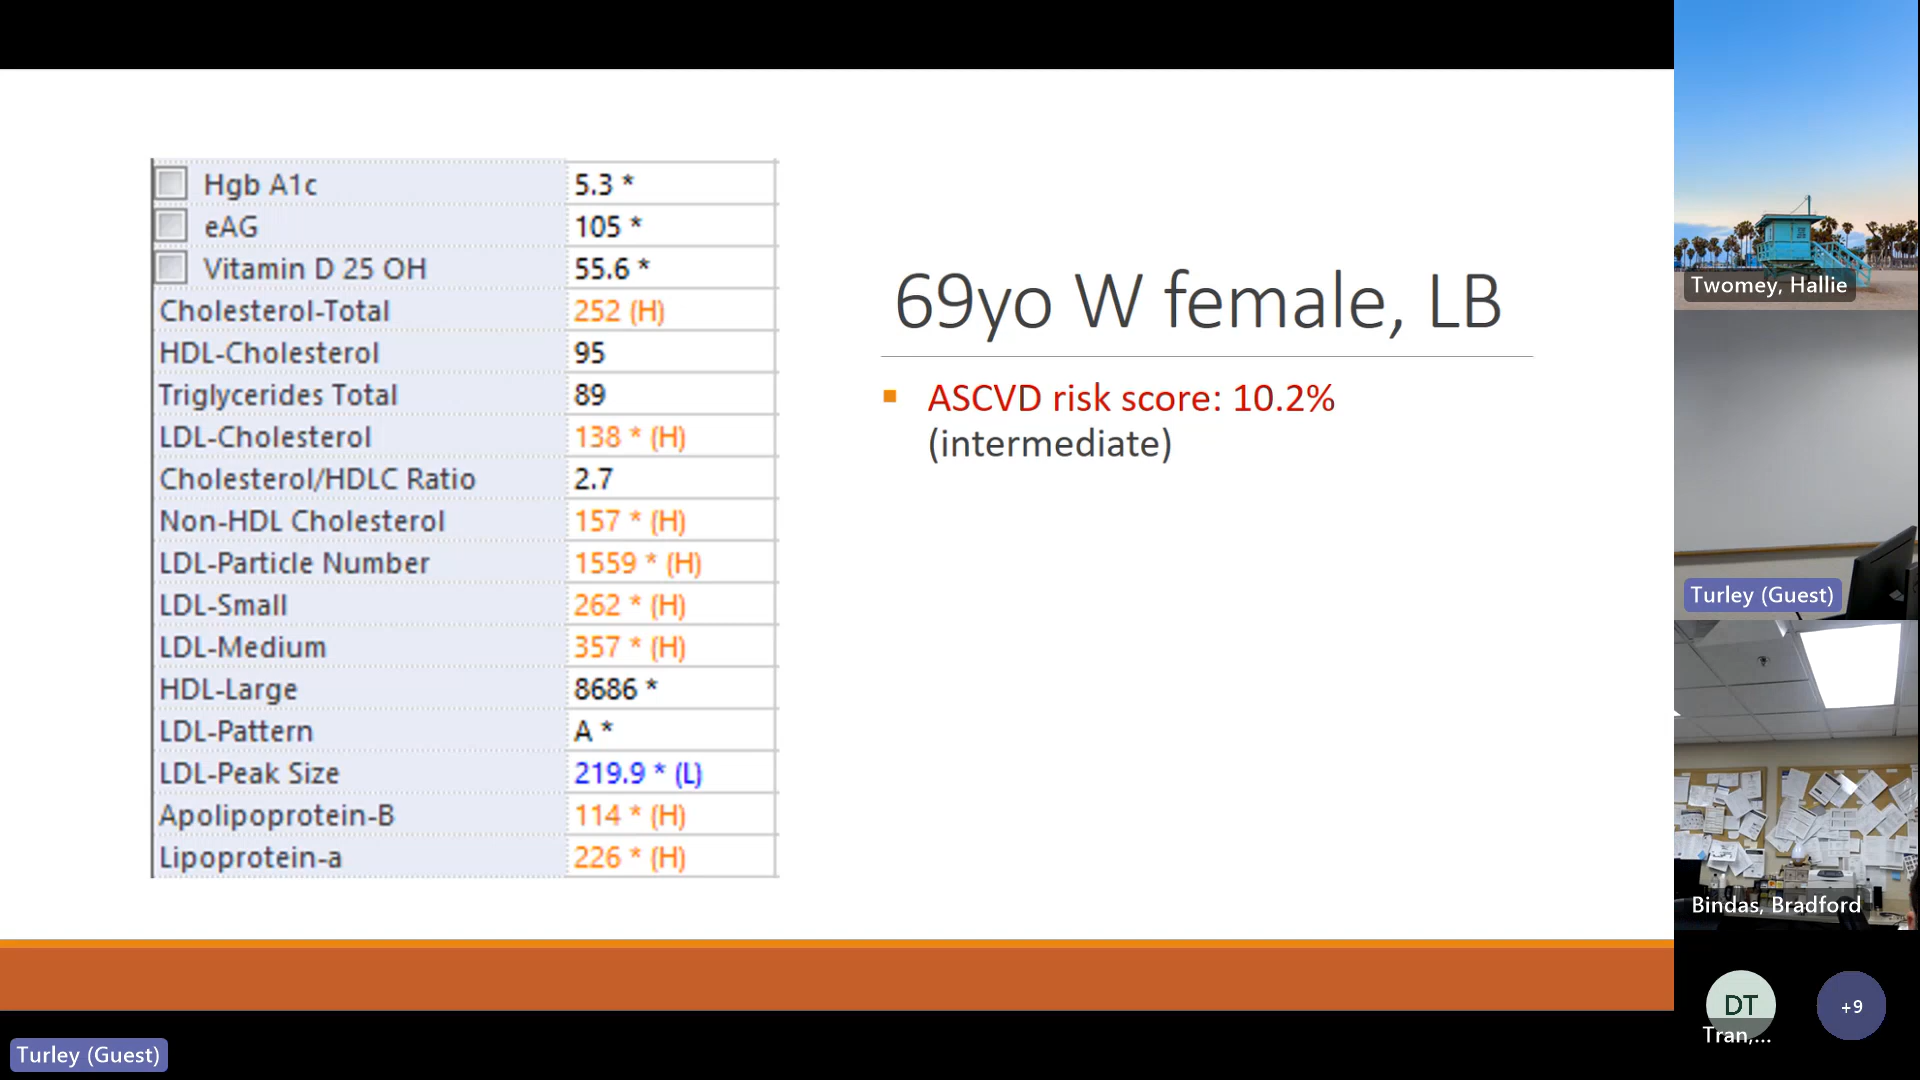 Hgb A1c 5.3 *
eAG 105 *
Vitamin D 25 OH 55.6 *
Cholesterol-Total 252 (H)
HDL-Cholesterol 95
Triglycerides Total 89
LDL-Cholesterol 138 * (H)
Cholesterol/HDLC Ratio 2.7
Non-HDL Cholesterol 157 * (H)
LDL-Particle Number 1559 * (H)
LDL-Small 262 * (H)
LDL-Medium 357 * (H)
HDL-Large 8686 *
LDL-Pattern A *
LDL-Peak Size 219.9 * (L)
Apolipoprotein-B 114 * (H)
Lipoprotein-a 226 * (H)
69yo W female, LB
ASCVD risk score: 10.2%
(intermediate)
Twomey, Hallie
Turley (Guest)
Bindas, Bradford
DT
+9
Tran,...
Turley (Guest)